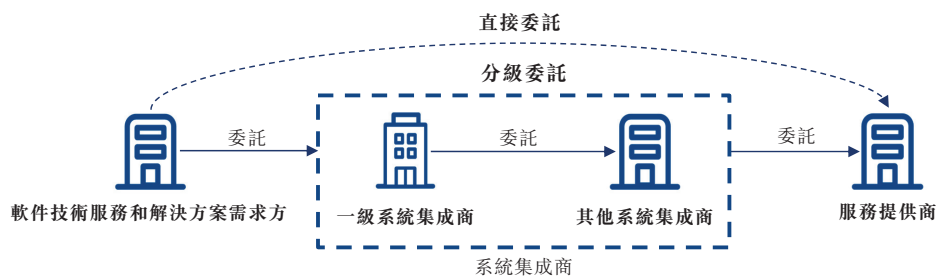 直接委託
分級委託
委託
委託
委託
軟件技術服務和解決方案需求方
一級系統集成商
其他系統集成商
服務提供商
系統集成商